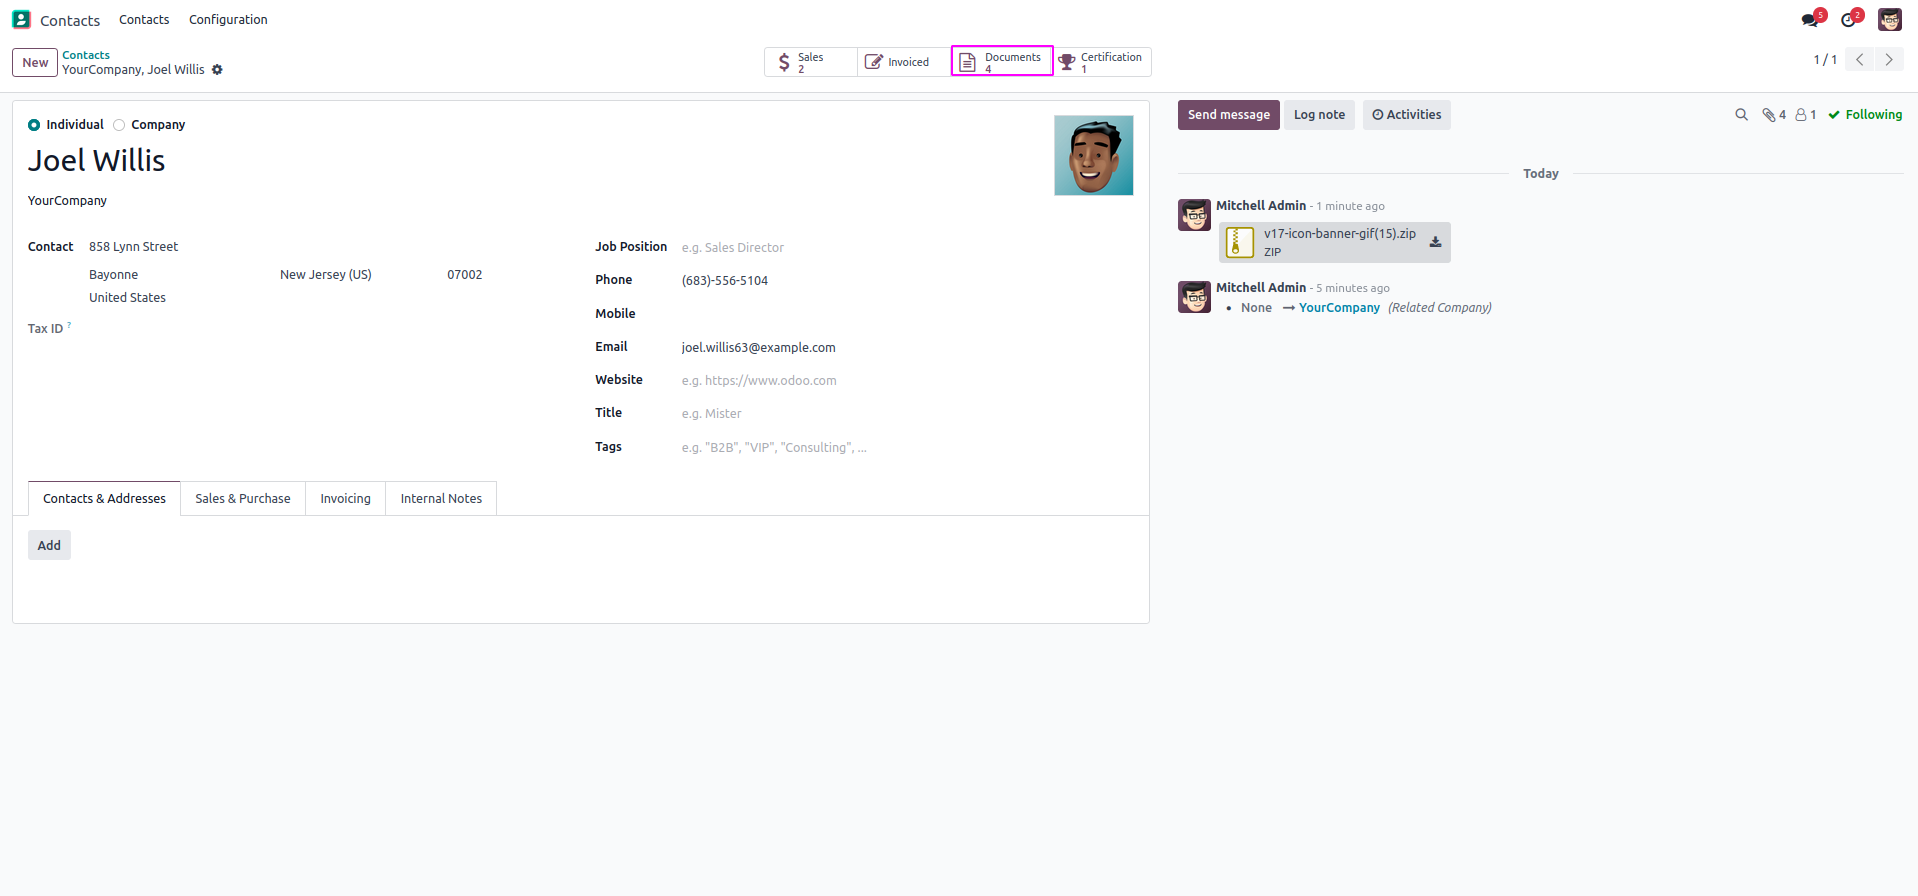 Contacts Contacts Configuration 5 2
New Contacts
YourCompany, Joel Willis
$ Sales 2 Invoiced Documents 4 Certification 1 1 / 1
Individual Company
Joel Willis
YourCompany
Contact 858 Lynn Street
Bayonne New Jersey (US) 07002
United States
Tax ID ?
Job Position e.g. Sales Director
Phone (683)-556-5104
Mobile
Email joel.willis63@example.com
Website e.g. https://www.odoo.com
Title e.g. Mister
Tags e.g. "B2B", "VIP", "Consulting", ...
Contacts & Addresses Sales & Purchase Invoicing Internal Notes
Add
Send message Log note Activities 4 1 Following
Today
Mitchell Admin - 1 minute ago
v17-icon-banner-gif(15).zip
ZIP
Mitchell Admin - 5 minutes ago
• None → YourCompany (Related Company)